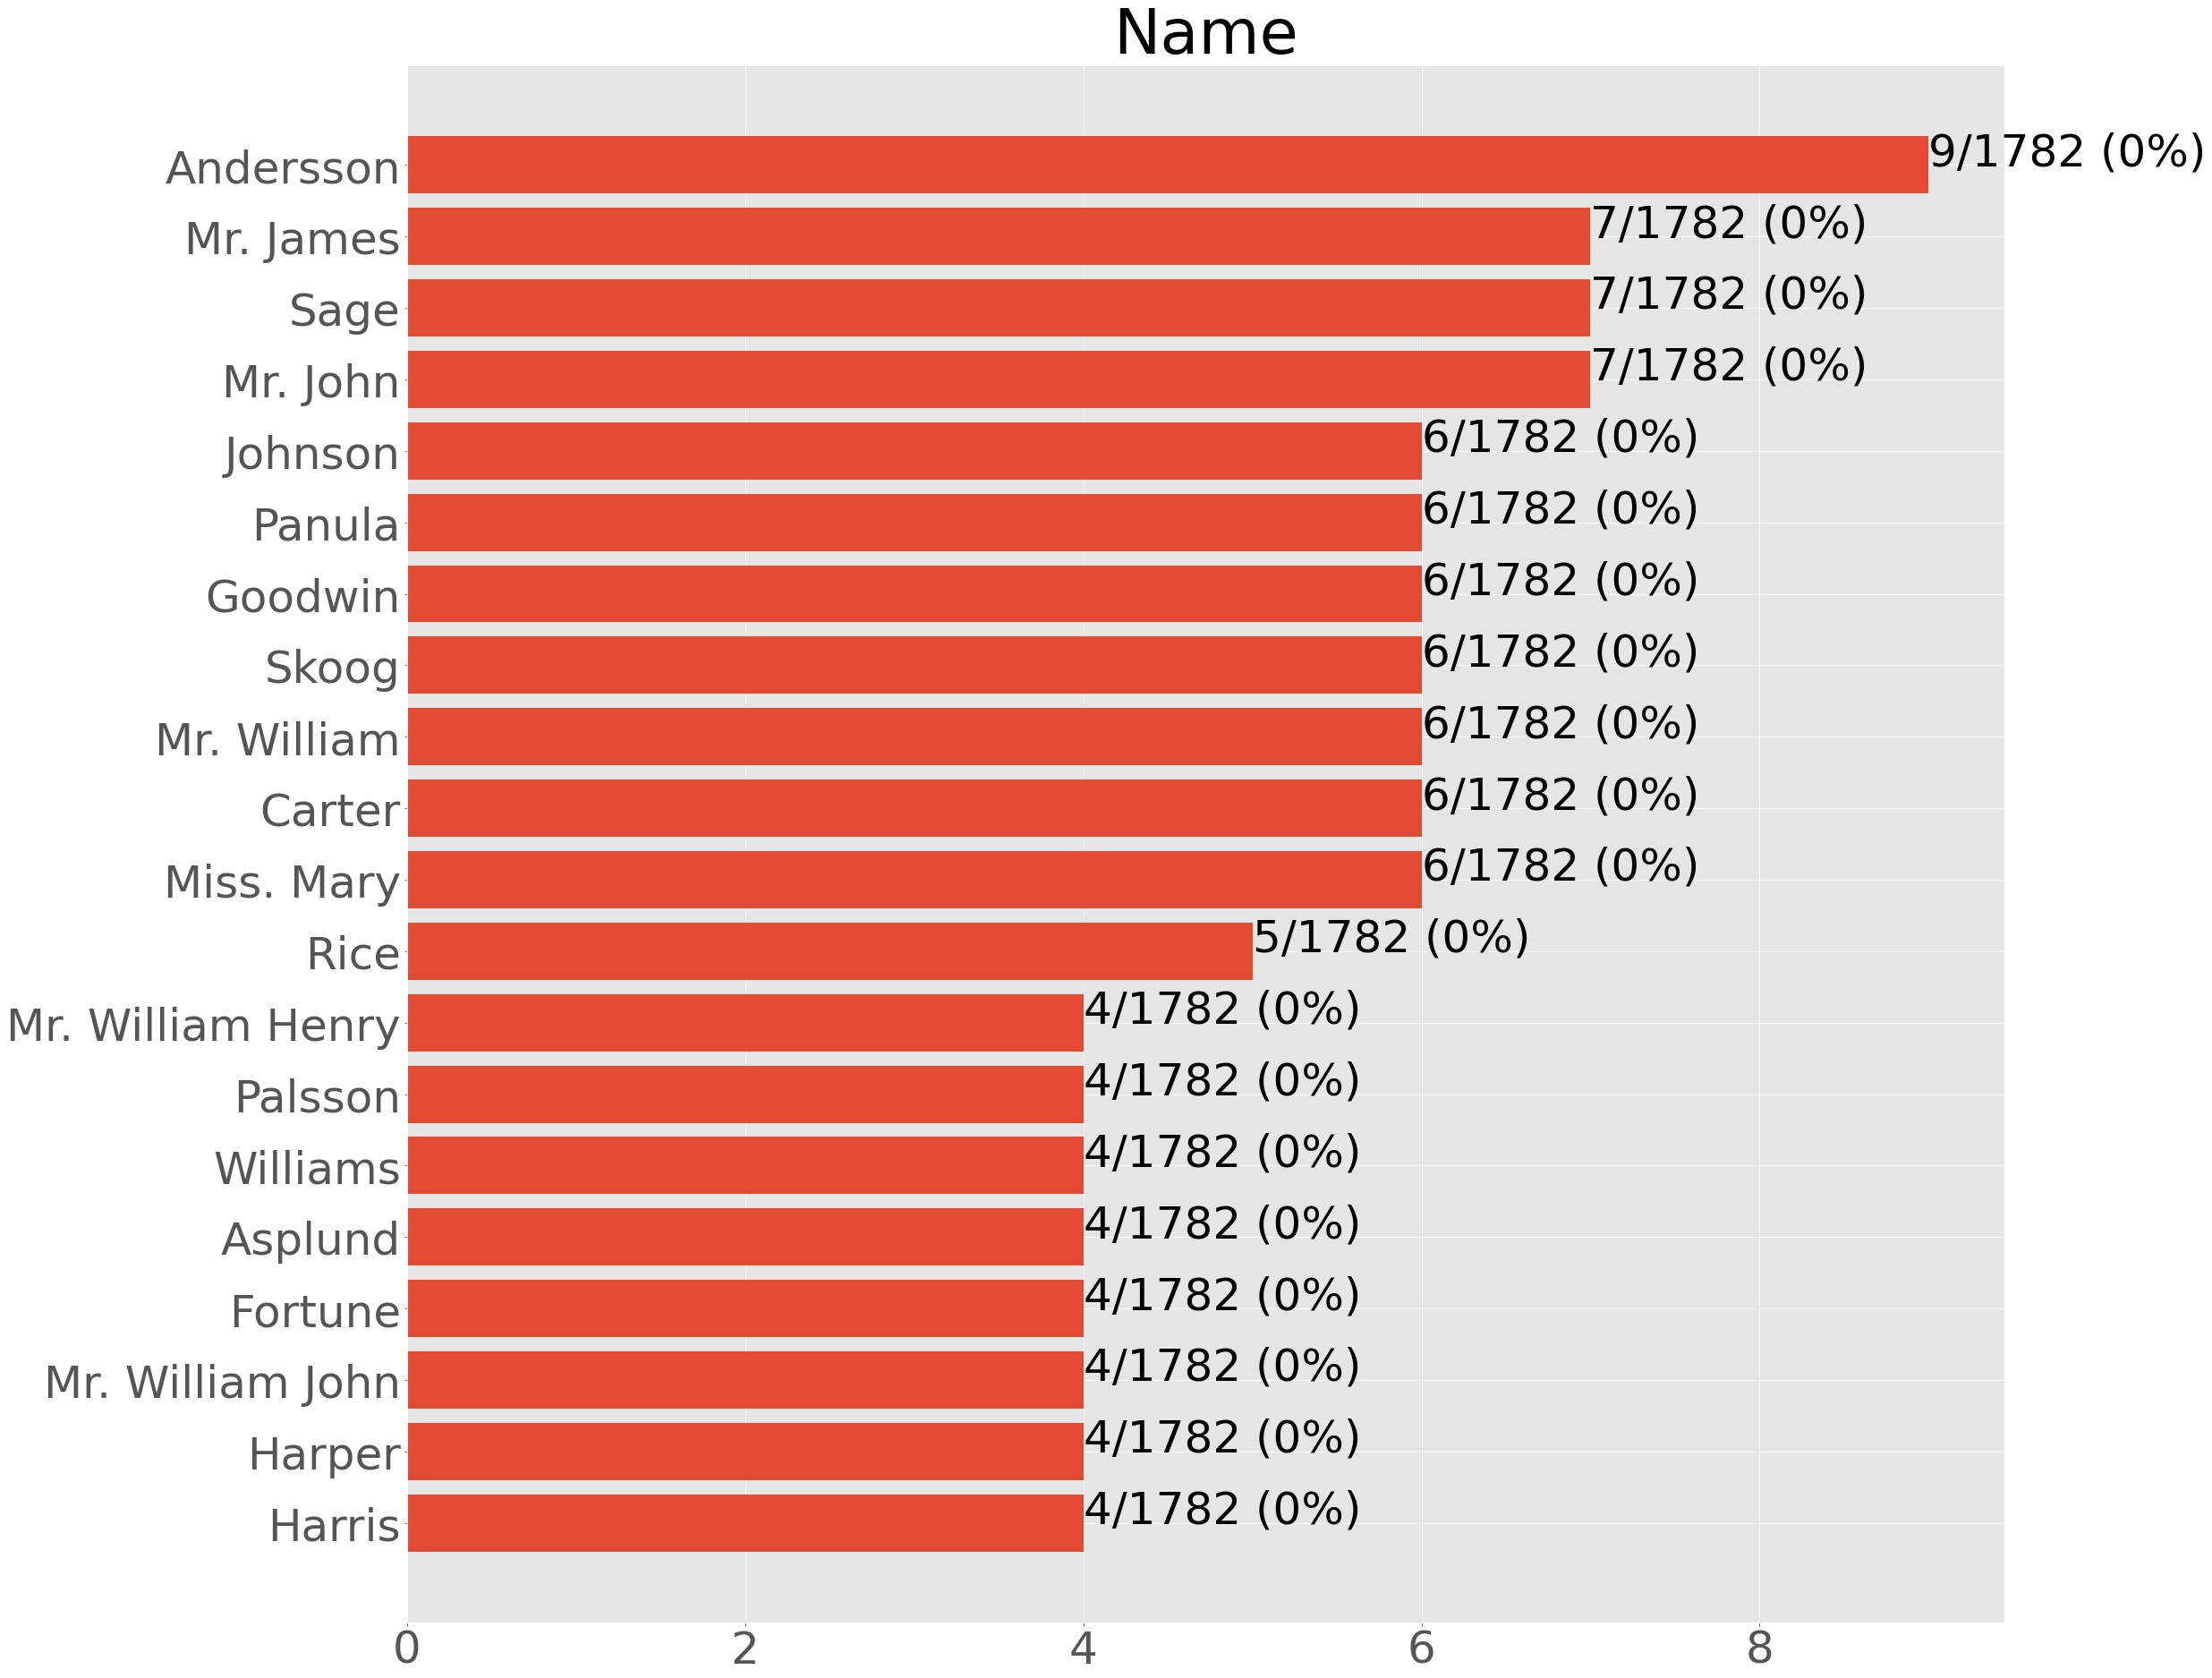 Name
Andersson 9/1782 (0%)
Mr. James 7/1782 (0%)
Sage 7/1782 (0%)
Mr. John 7/1782 (0%)
Johnson 6/1782 (0%)
Panula 6/1782 (0%)
Goodwin 6/1782 (0%)
Skoog 6/1782 (0%)
Mr. William 6/1782 (0%)
Carter 6/1782 (0%)
Miss. Mary 6/1782 (0%)
Rice 5/1782 (0%)
Mr. William Henry 4/1782 (0%)
Palsson 4/1782 (0%)
Williams 4/1782 (0%)
Asplund 4/1782 (0%)
Fortune 4/1782 (0%)
Mr. William John 4/1782 (0%)
Harper 4/1782 (0%)
Harris 4/1782 (0%)
0 2 4 6 8